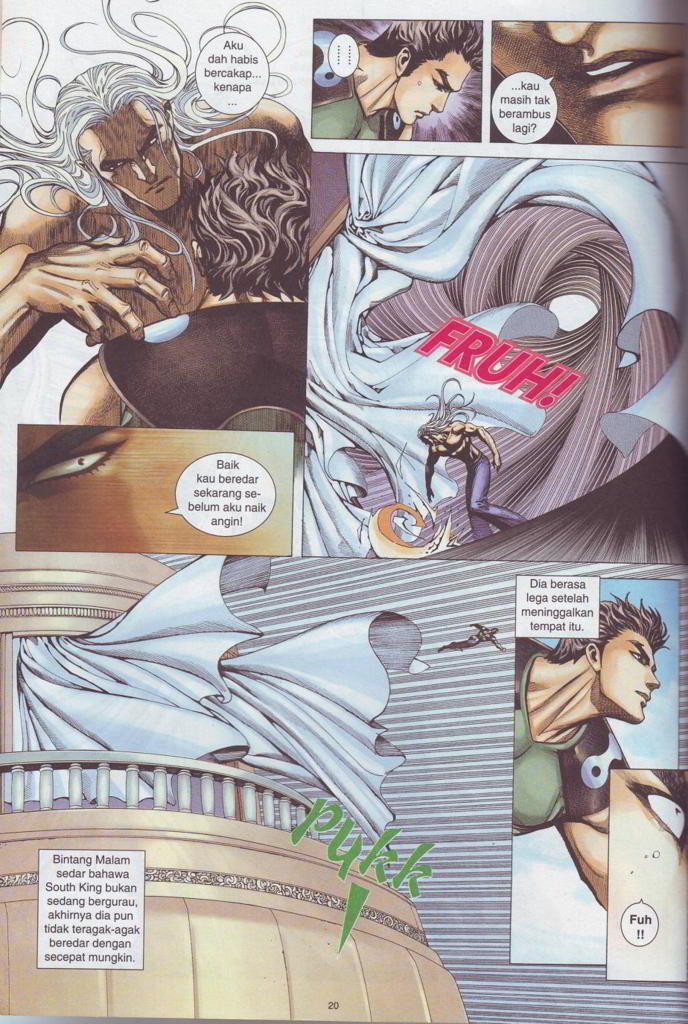 Aku
dah habis
bercakap...
kenapa
...
......
...kau
masih tak
berambus
lagi?
FRUH!
Baik
kau beredar
sekarang se-
belum aku naik
angin!
Dia berasa
lega setelah
meninggalkan
tempat itu.
pykk!
Bintang Malam
sedar bahawa
South King bukan
sedang bergurau,
akhirnya dia pun
tidak teragak-agak
beredar dengan
secepat mungkin.
Fuh
!!
20